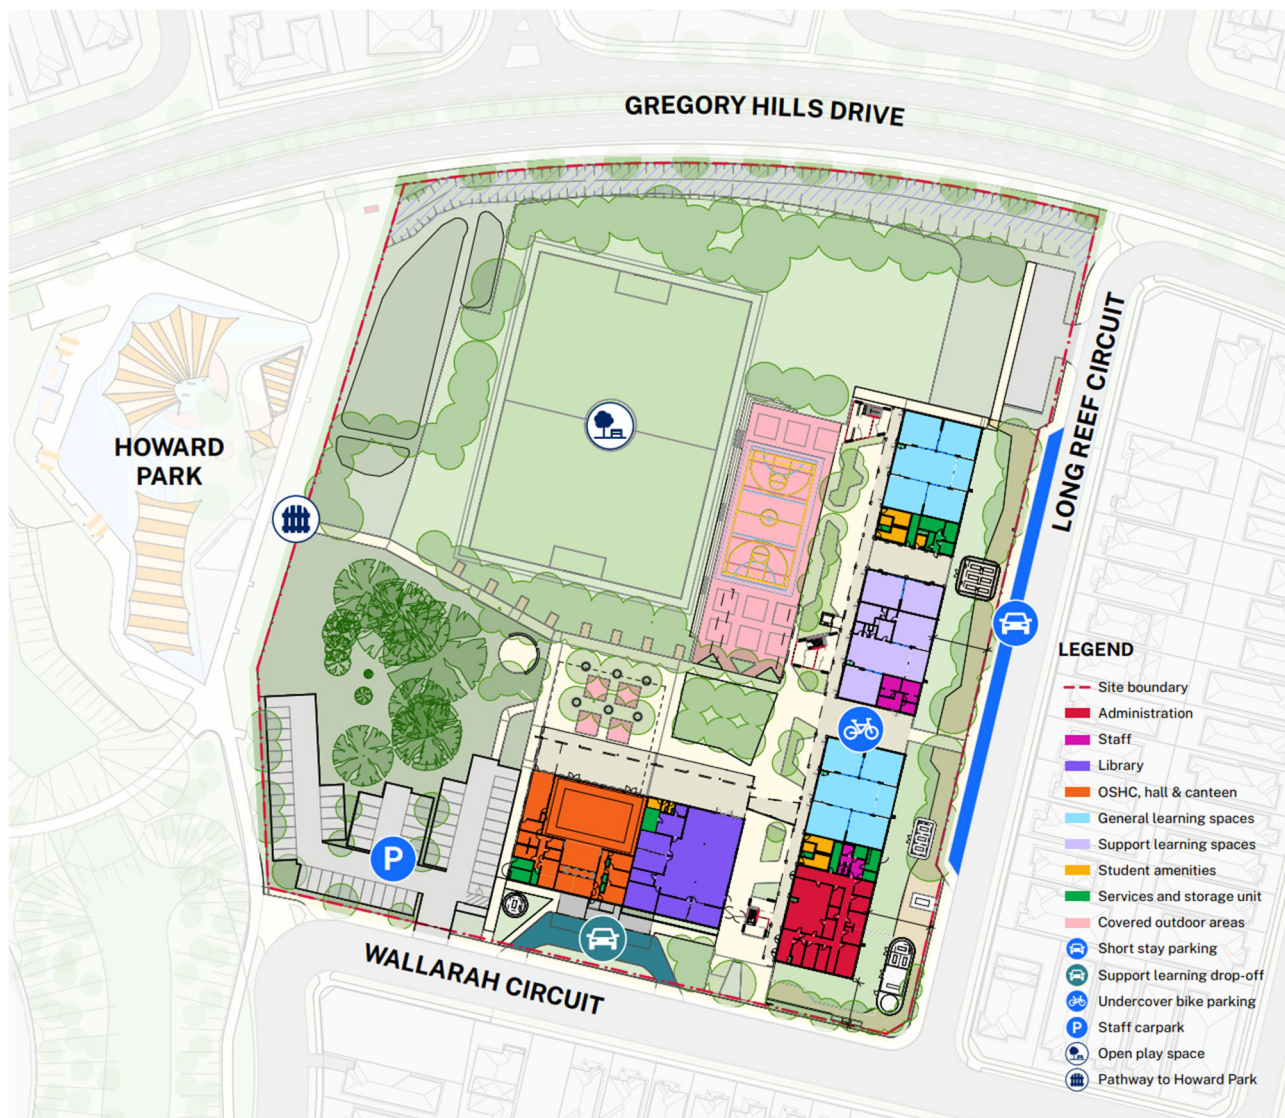 GREGORY HILLS DRIVE
LONG REEF CIRCUIT
HOWARD
PARK
P
WALLARAH CIRCUIT
LEGEND
Site boundary
Administration
Staff
Library
OSHC, hall & canteen
General learning spaces
Support learning spaces
Student amenities
Services and storage unit
Covered outdoor areas
Short stay parking
Support learning drop-off
Undercover bike parking
P Staff carpark
Open play space
Pathway to Howard Park